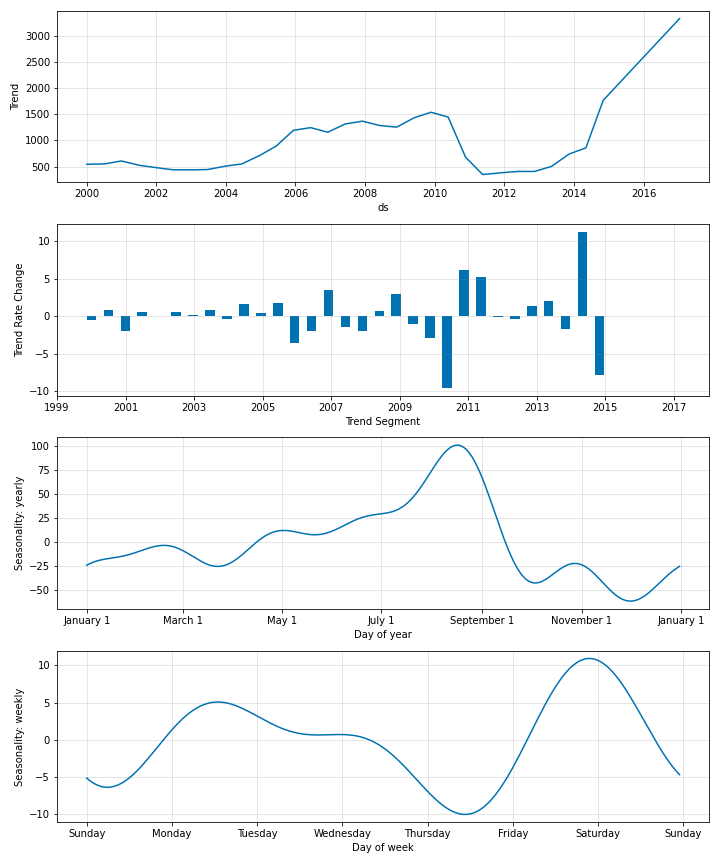 3000
2500
2000
1500
1000
500
Trend
2000 2002 2004 2006 2008 2010 2012 2014 2016
ds
10
5
0
−5
−10
Trend Rate Change
1999 2001 2003 2005 2007 2009 2011 2013 2015 2017
Trend Segment
100
75
50
25
0
−25
−50
Seasonality: yearly
January 1 March 1 May 1 July 1 September 1 November 1 January 1
Day of year
10
5
0
−5
−10
Seasonality: weekly
Sunday Monday Tuesday Wednesday Thursday Friday Saturday Sunday
Day of week